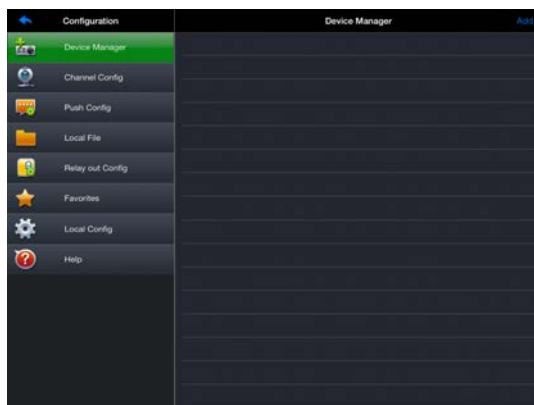 Configuration
Device Manager
Add
Device Manager
Channel Config
Push Config
Local File
Relay out Config
Favorites
Local Config
Help